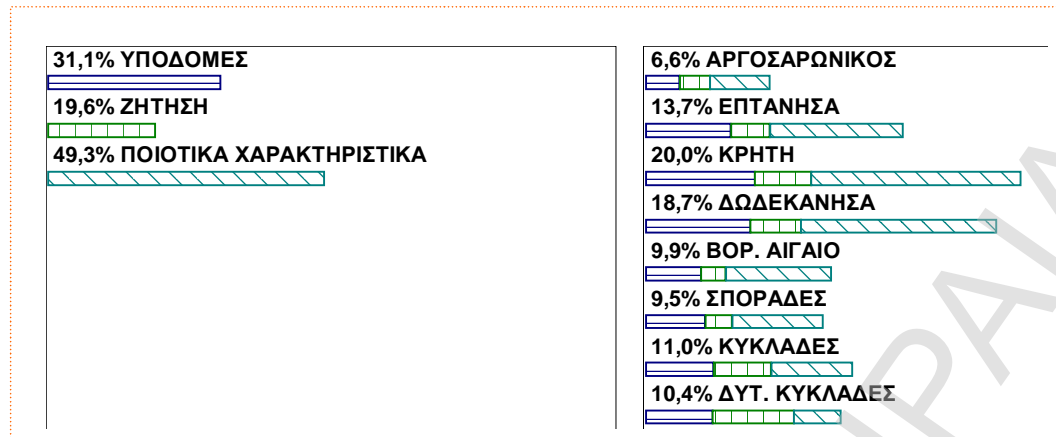 31,1% ΥΠΟΔΟΜΕΣ
19,6% ΖΗΤΗΣΗ
49,3% ΠΟΙΟΤΙΚΑ ΧΑΡΑΚΤΗΡΙΣΤΙΚΑ
6,6% ΑΡΓΟΣΑΡΩΝΙΚΟΣ
13,7% ΕΠΤΑΝΗΣΑ
20,0% ΚΡΗΤΗ
18,7% ΔΩΔΕΚΑΝΗΣΑ
9,9% ΒΟΡ. ΑΙΓΑΙΟ
9,5% ΣΠΟΡΑΔΕΣ
11,0% ΚΥΚΛΑΔΕΣ
10,4% ΔΥΤ. ΚΥΚΛΑΔΕΣ